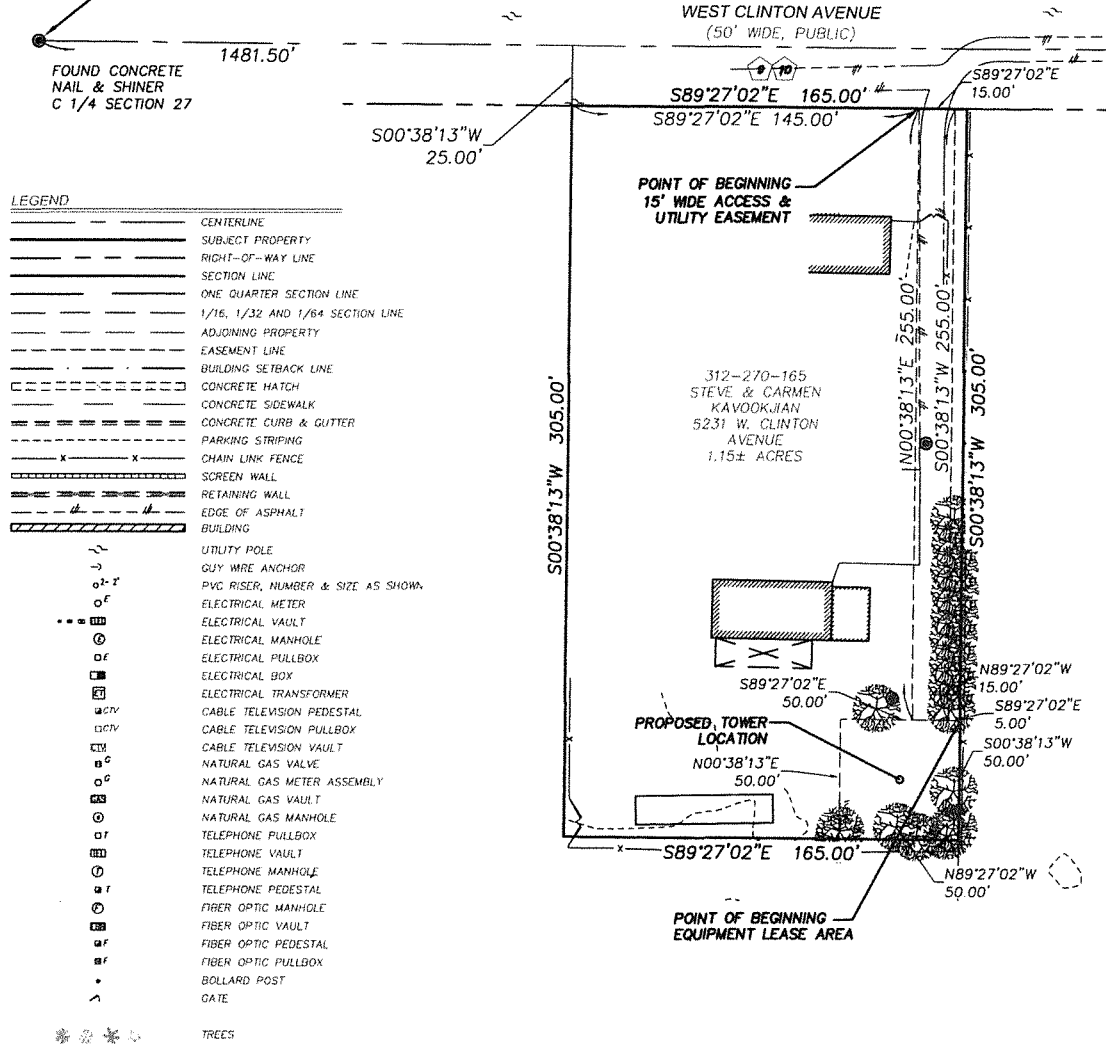 WEST CLINTON AVENUE
(50' WIDE, PUBLIC)
1481.50'
FOUND CONCRETE
NAIL & SHINER
C 1/4 SECTION 27
9 10
S89°27'02"E
15.00'
S89°27'02"E 165.00'
S89°27'02"E 145.00'
S00°38'13"W
25.00'
POINT OF BEGINNING
15' WIDE ACCESS &
UTILITY EASEMENT
N00°38'13"E 255.00'
S00°38'13"W 255.00'
S00°38'13"W 305.00'
S00°38'13"W 305.00'
312-270-165
STEVE & CARMEN
KAVOOKJIAN
5231 W. CLINTON
AVENUE
1.15± ACRES
S89°27'02"E
50.00'
N89°27'02"W
15.00'
S89°27'02"E
5.00'
S00°38'13"W
50.00'
PROPOSED TOWER
LOCATION
N00°38'13"E
50.00'
S89°27'02"E 165.00'
N89°27'02"W
50.00'
POINT OF BEGINNING
EQUIPMENT LEASE AREA
LEGEND
CENTERLINE
SUBJECT PROPERTY
RIGHT-OF-WAY LINE
SECTION LINE
ONE QUARTER SECTION LINE
1/16, 1/32 AND 1/64 SECTION LINE
ADJOINING PROPERTY
EASEMENT LINE
BUILDING SETBACK LINE
CONCRETE HATCH
CONCRETE SIDEWALK
CONCRETE CURB & GUTTER
PARKING STRIPING
x x CHAIN LINK FENCE
SCREEN WALL
RETAINING WALL
EDGE OF ASPHALT
BUILDING
UTILITY POLE
GUY WIRE ANCHOR
2-2" PVC RISER, NUMBER & SIZE AS SHOWN
E ELECTRICAL METER
ELECTRICAL VAULT
E ELECTRICAL MANHOLE
E ELECTRICAL PULLBOX
ELECTRICAL BOX
ET ELECTRICAL TRANSFORMER
CTV CABLE TELEVISION PEDESTAL
CTV CABLE TELEVISION PULLBOX
CTV CABLE TELEVISION VAULT
G NATURAL GAS VALVE
G NATURAL GAS METER ASSEMBLY
NATURAL GAS VAULT
NATURAL GAS MANHOLE
T TELEPHONE PULLBOX
TELEPHONE VAULT
T TELEPHONE MANHOLE
T TELEPHONE PEDESTAL
F FIBER OPTIC MANHOLE
FIBER OPTIC VAULT
F FIBER OPTIC PEDESTAL
F FIBER OPTIC PULLBOX
BOLLARD POST
GATE
TREES